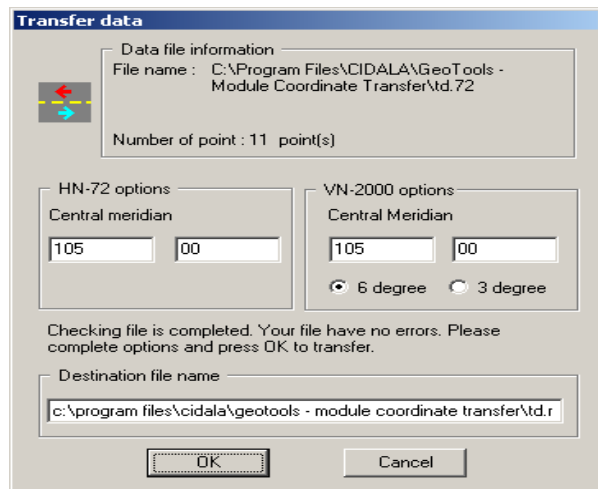 Transfer data
Data file information
File name : C:\Program Files\CIDALA\GeoTools -
Module Coordinate Transfer\td.72
Number of point : 11 point(s)
HN-72 options
Central meridian
105 00
VN-2000 options
Central Meridian
105 00
6 degree 3 degree
Checking file is completed. Your file have no errors. Please
complete options and press OK to transfer.
Destination file name
c:\program files\cidala\geotools - module coordinate transfer\td.r
OK Cancel